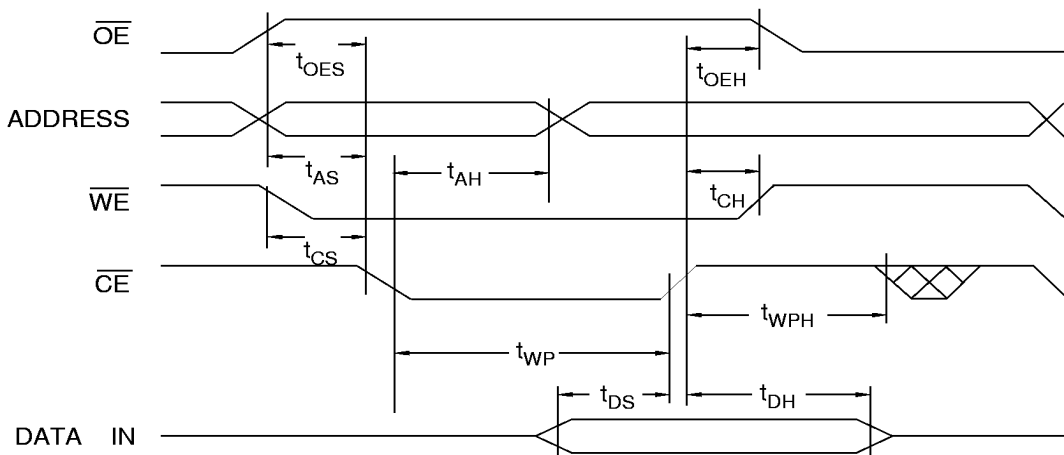 OE
tOES
tOEH
ADDRESS
tAS
tAH
tCH
WE
tCS
CE
tWPH
tWP
tDS
tDH
DATA IN